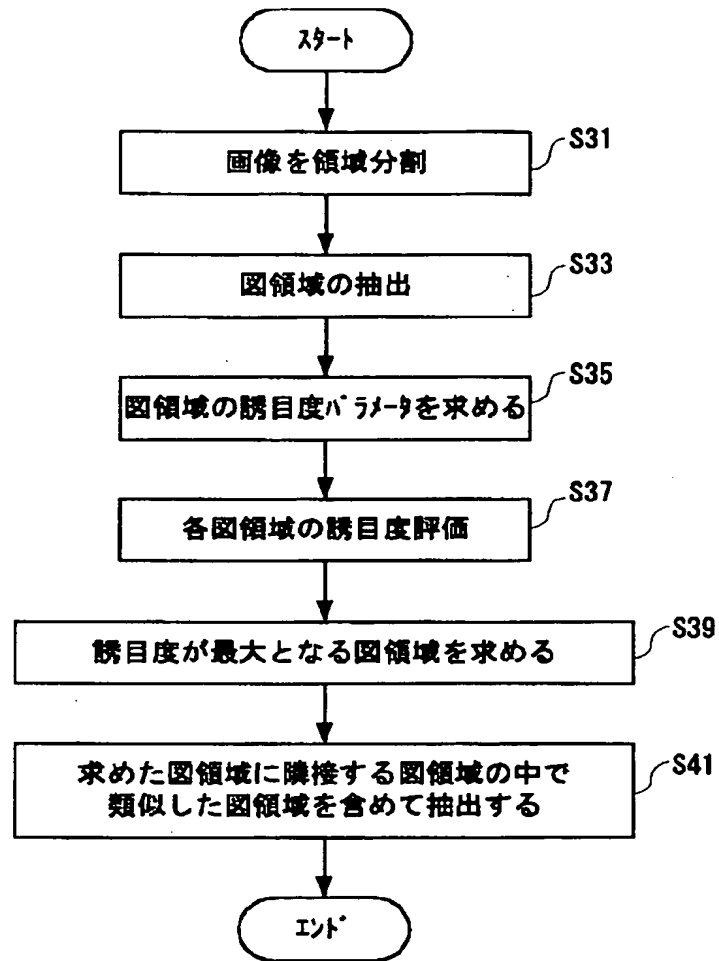 スタート
画像を領域分割
S31
図領域の抽出
S33
図領域の誘目度パラメータを求める
S35
各図領域の誘目度評価
S37
誘目度が最大となる図領域を求める
S39
求めた図領域に隣接する図領域の中で
類似した図領域を含めて抽出する
S41
エンド